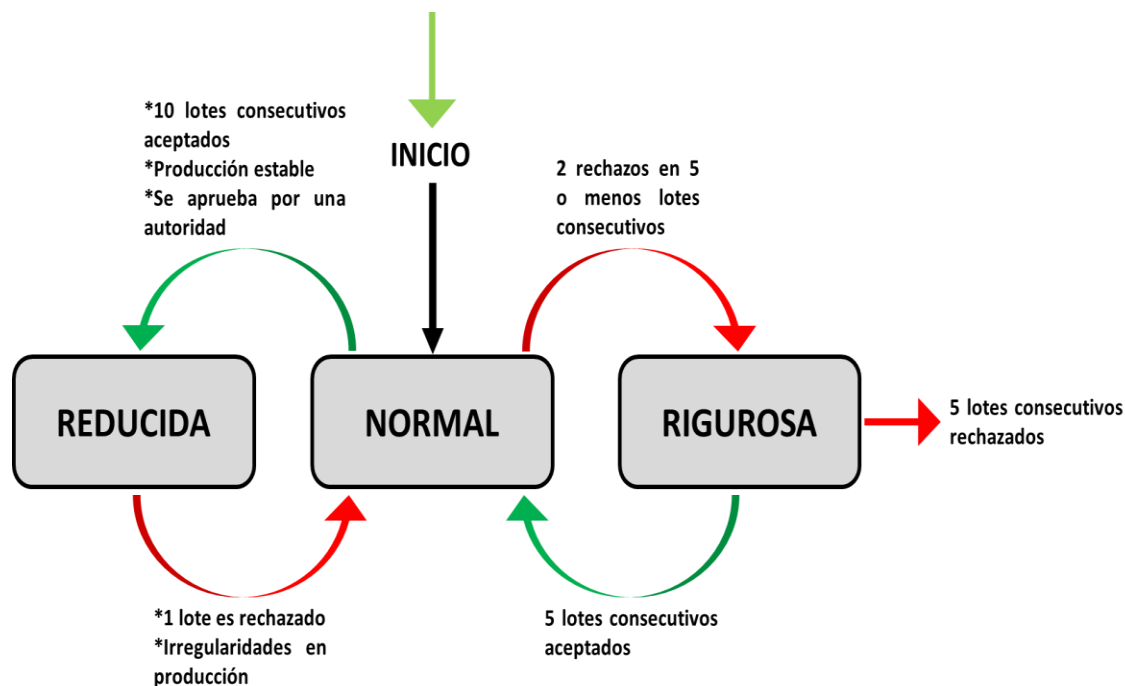 *10 lotes consecutivos
aceptados
*Producción estable
*Se aprueba por una
autoridad
INICIO
2 rechazos en 5
o menos lotes
consecutivos
REDUCIDA
NORMAL
RIGUROSA
5 lotes consecutivos
rechazados
*1 lote es rechazado
*Irregularidades en
producción
5 lotes consecutivos
aceptados